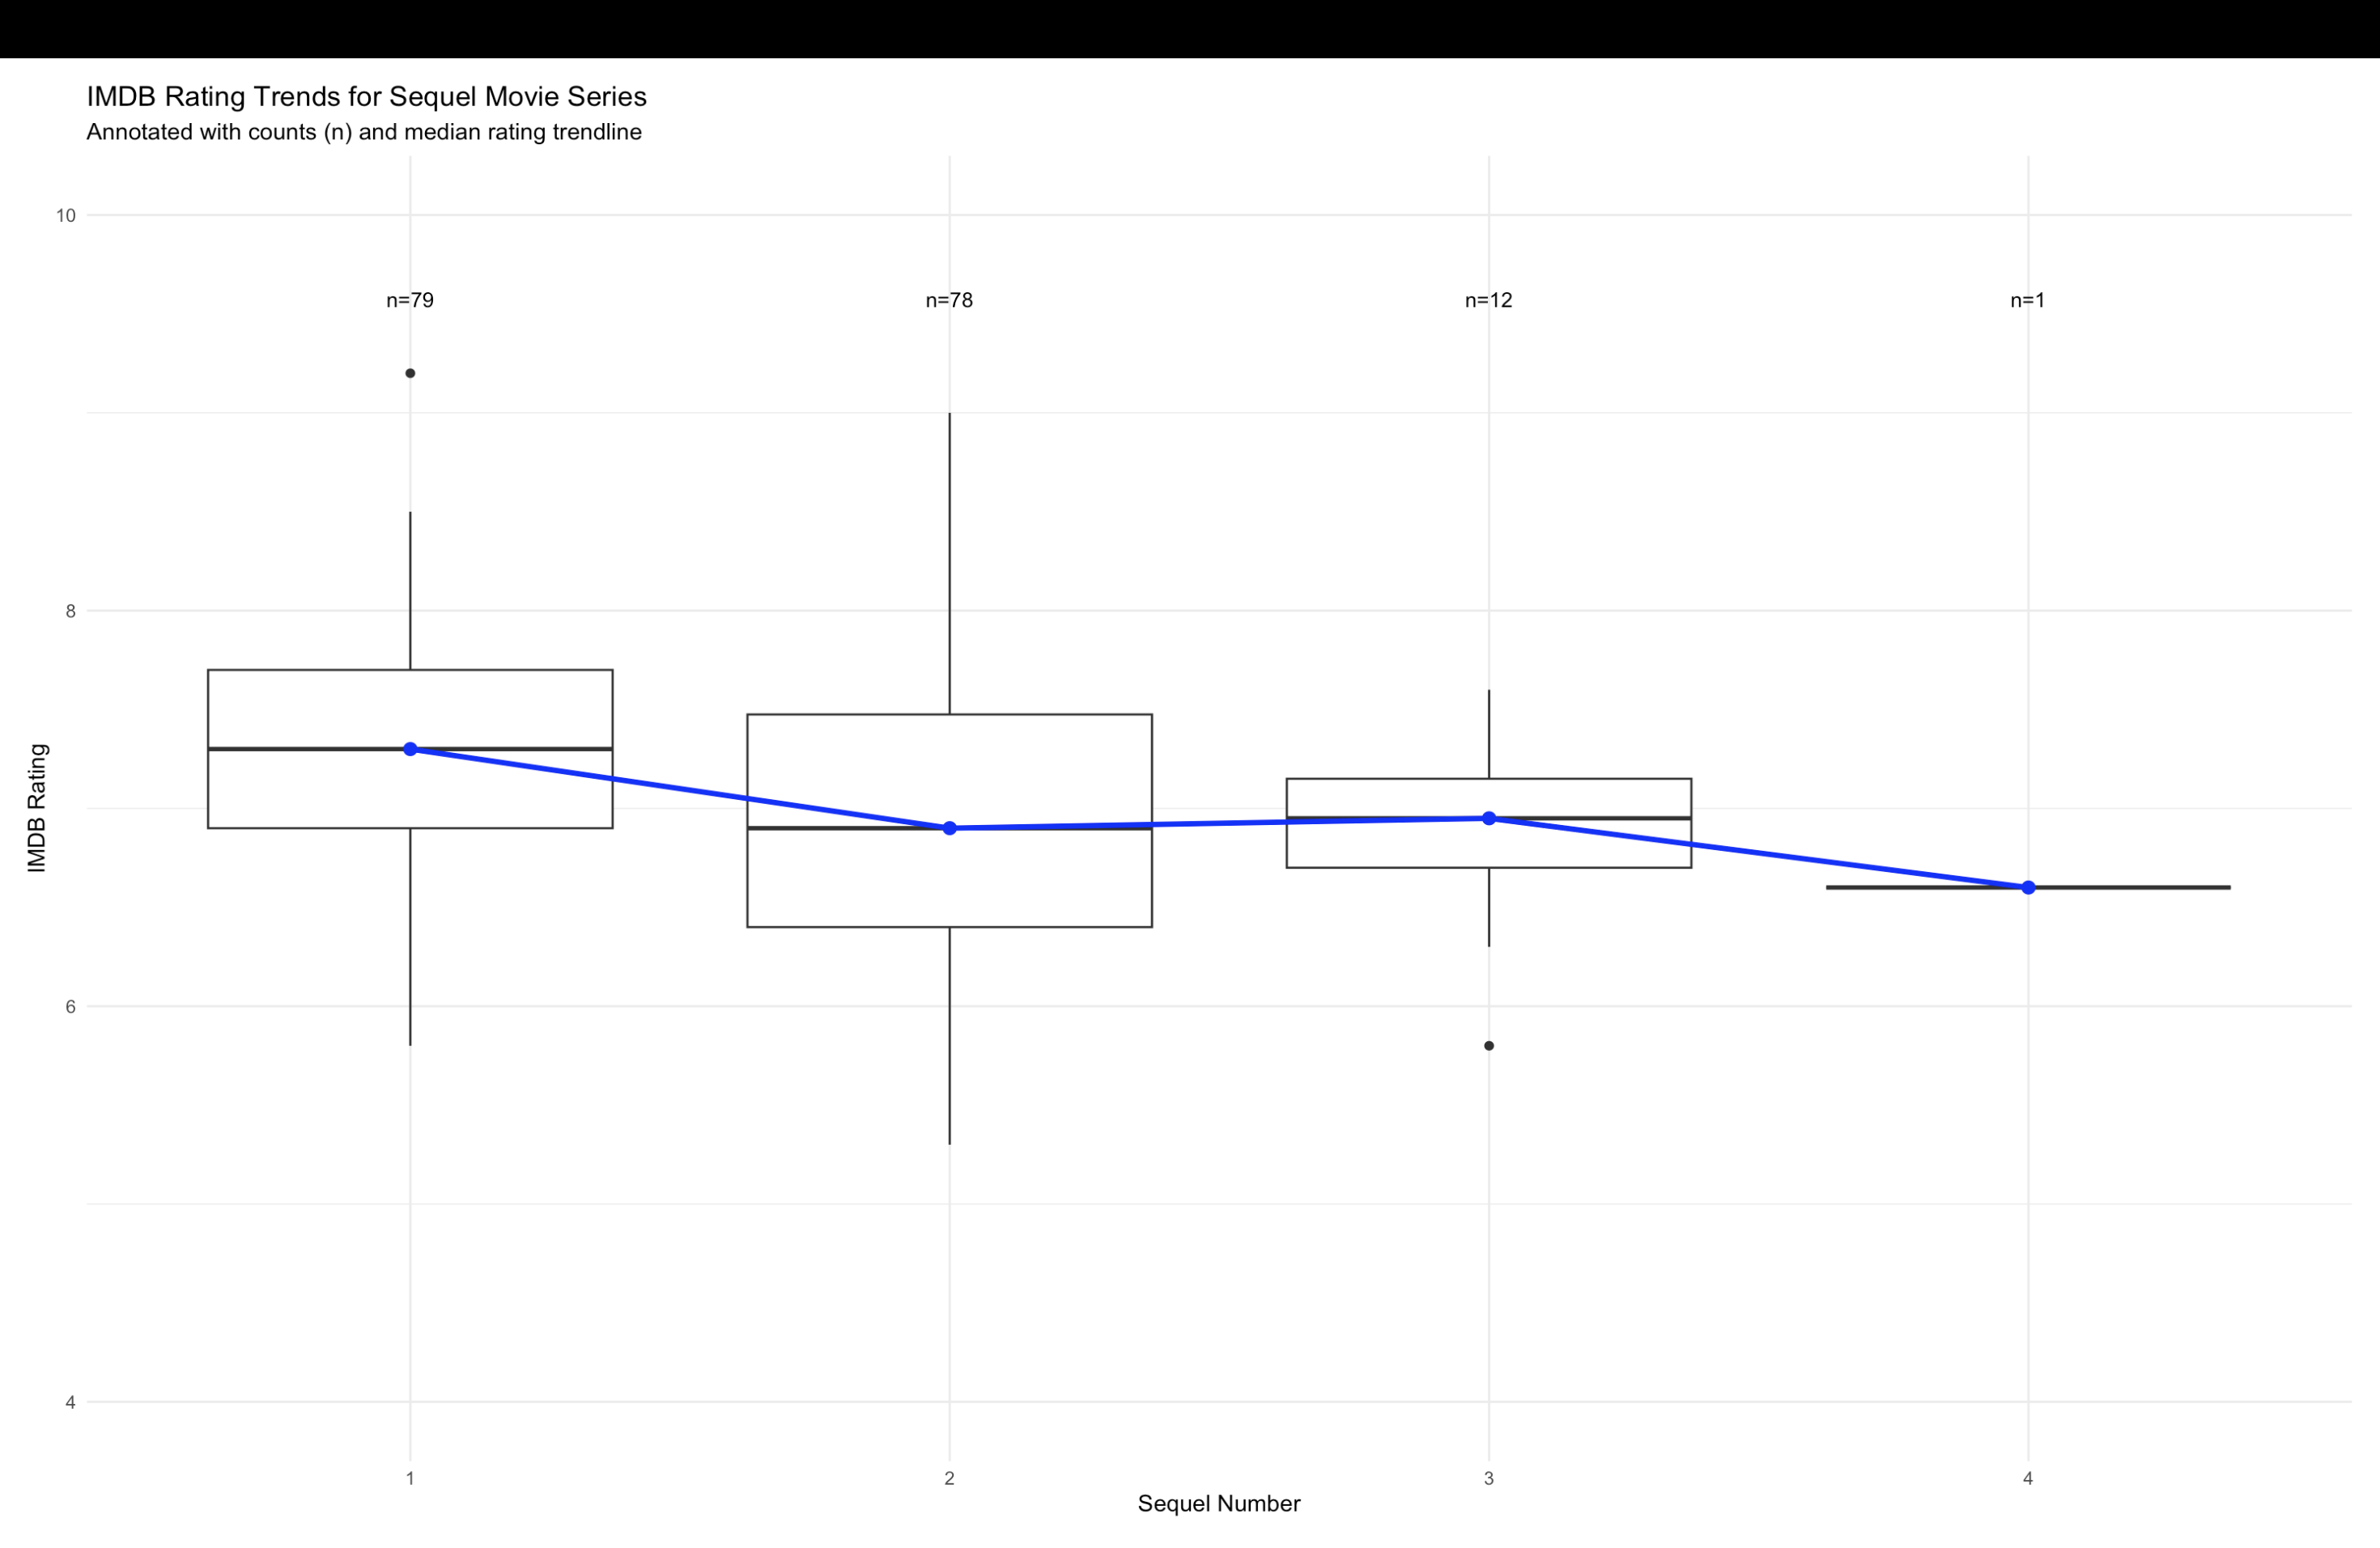 IMDB Rating Trends for Sequel Movie Series
Annotated with counts (n) and median rating trendline
10
n=79 n=78 n=12 n=1
8
IMDB Rating
6
4
1 2 3 4
Sequel Number